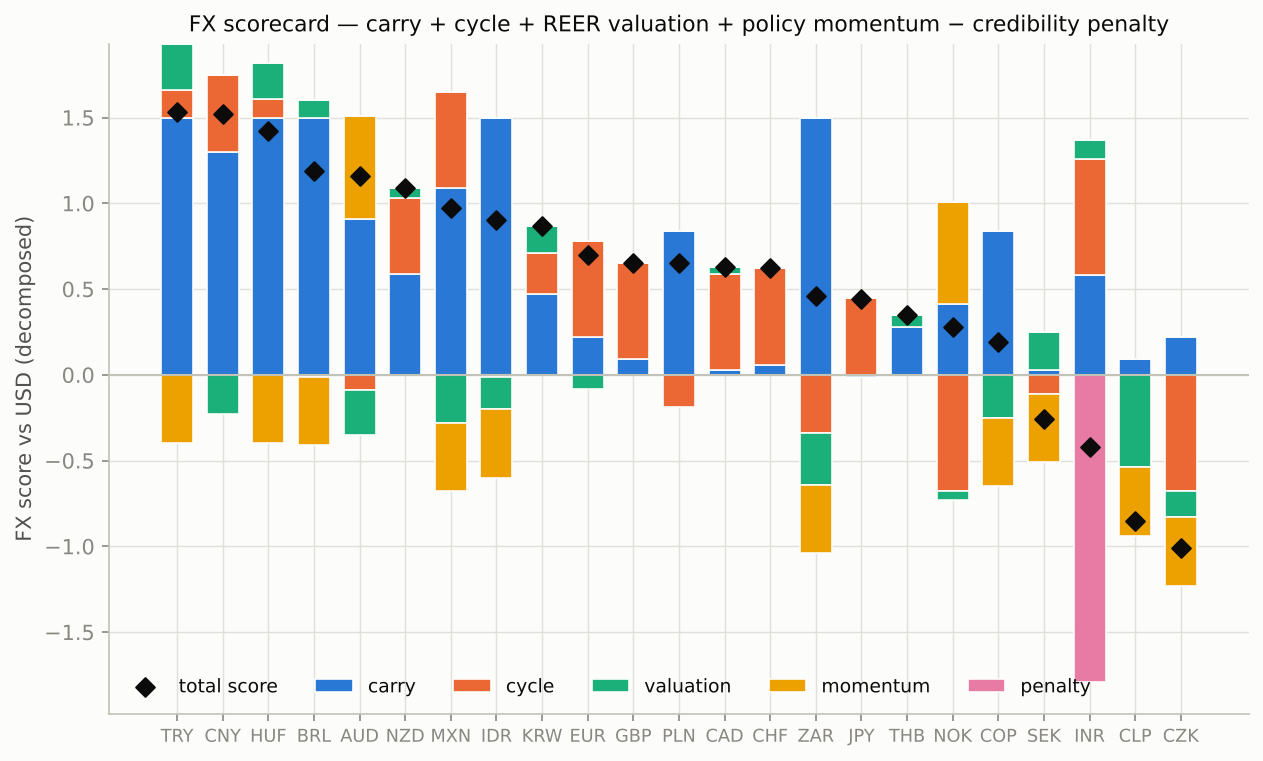 FX scorecard — carry + cycle + REER valuation + policy momentum − credibility penalty
FX score vs USD (decomposed)
1.5
1.0
0.5
0.0
−0.5
−1.0
−1.5
total score carry cycle valuation momentum penalty
TRY CNY HUF BRL AUD NZD MXN IDR KRW EUR GBP PLN CAD CHF ZAR JPY THB NOK COP SEK INR CLP CZK